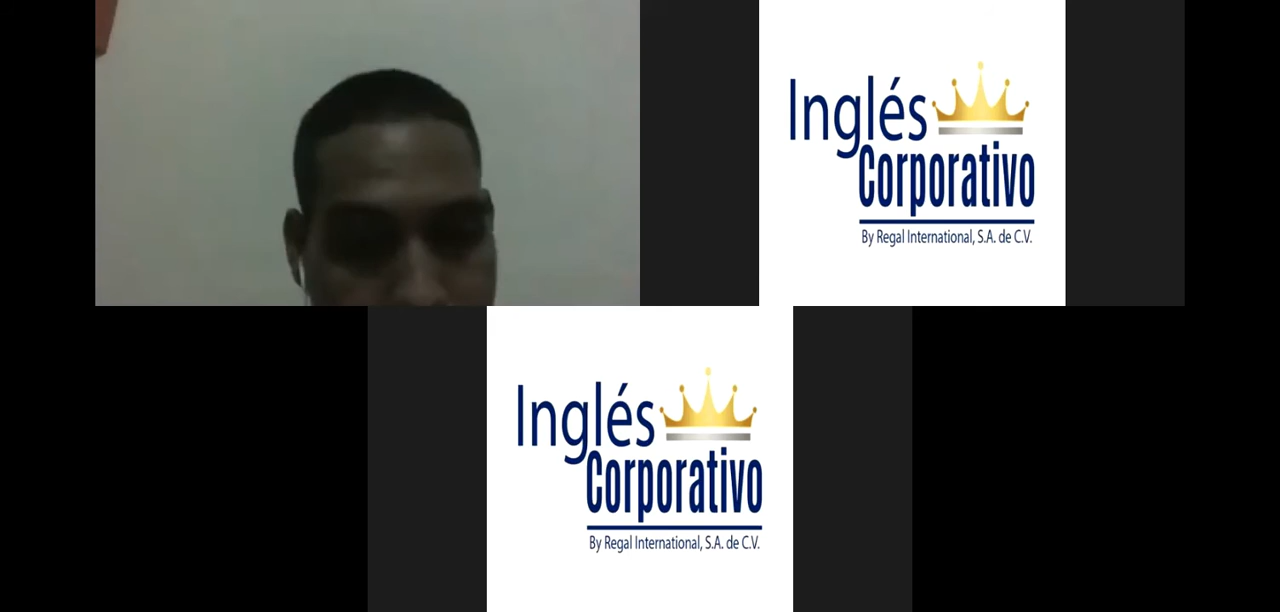 Inglés
Corporativo
By Regal International, S.A. de C.V.
Inglés
Corporativo
By Regal International, S.A. de C.V.